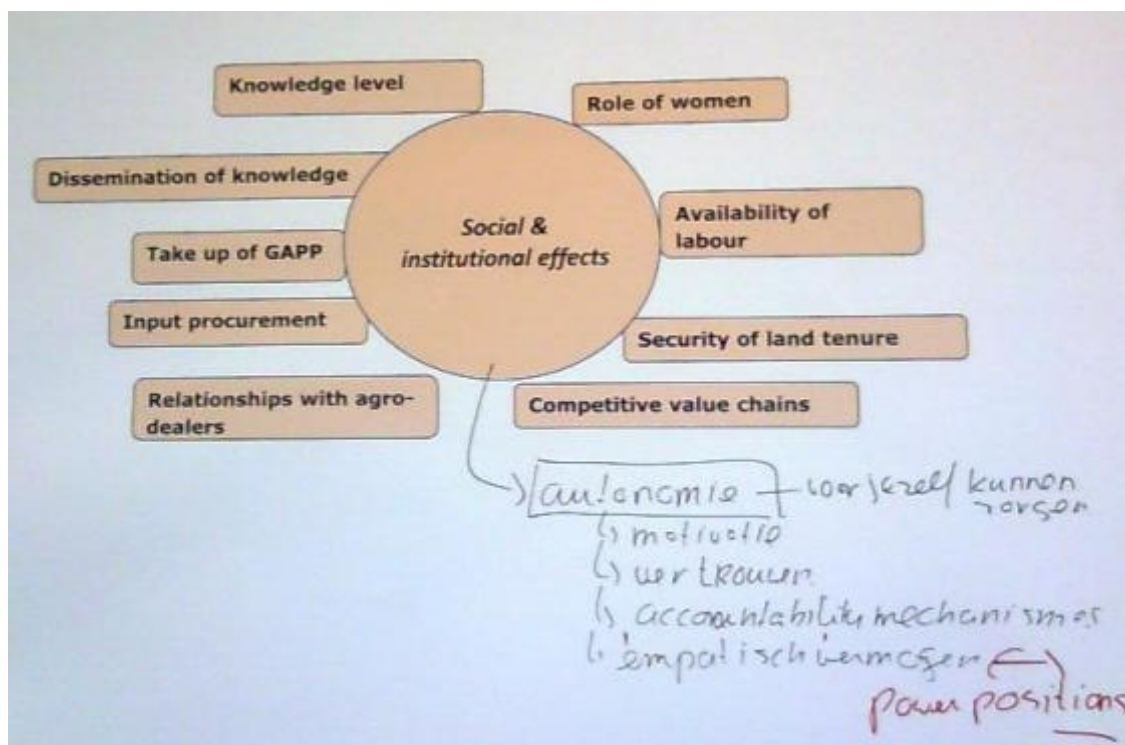 Knowledge level
Role of women
Dissemination of knowledge
Availability of
labour
Social &
institutional effects
Take up of GAPP
Input procurement
Security of land tenure
Relationships with agro-
dealers
Competitive value chains
autonomie voor jezelf kunnen
zorgen
motivatie
vertrouwen
accountability mechanismes
empatisch vermogen
power positions